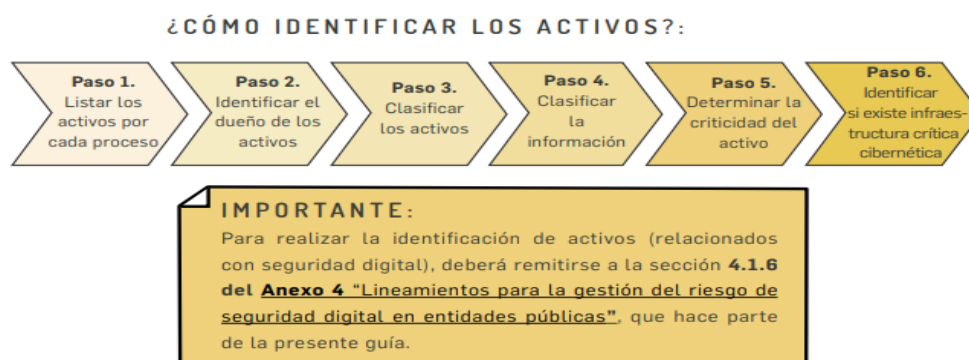 ¿CÓMO IDENTIFICAR LOS ACTIVOS?:
Paso 1.
Listar los
activos por
cada proceso
Paso 2.
Identificar el
dueño de los
activos
Paso 3.
Clasificar
los activos
Paso 4.
Clasificar
la
información
Paso 5.
Determinar la
criticidad del
activo
Paso 6.
Identificar
si existe infraes-
tructura crítica
cibernética
IMPORTANTE:
Para realizar la identificación de activos (relacionados
con seguridad digital), deberá remitirse a la sección 4.1.6
del Anexo 4 “Lineamientos para la gestión del riesgo de
seguridad digital en entidades públicas”, que hace parte
de la presente guía.